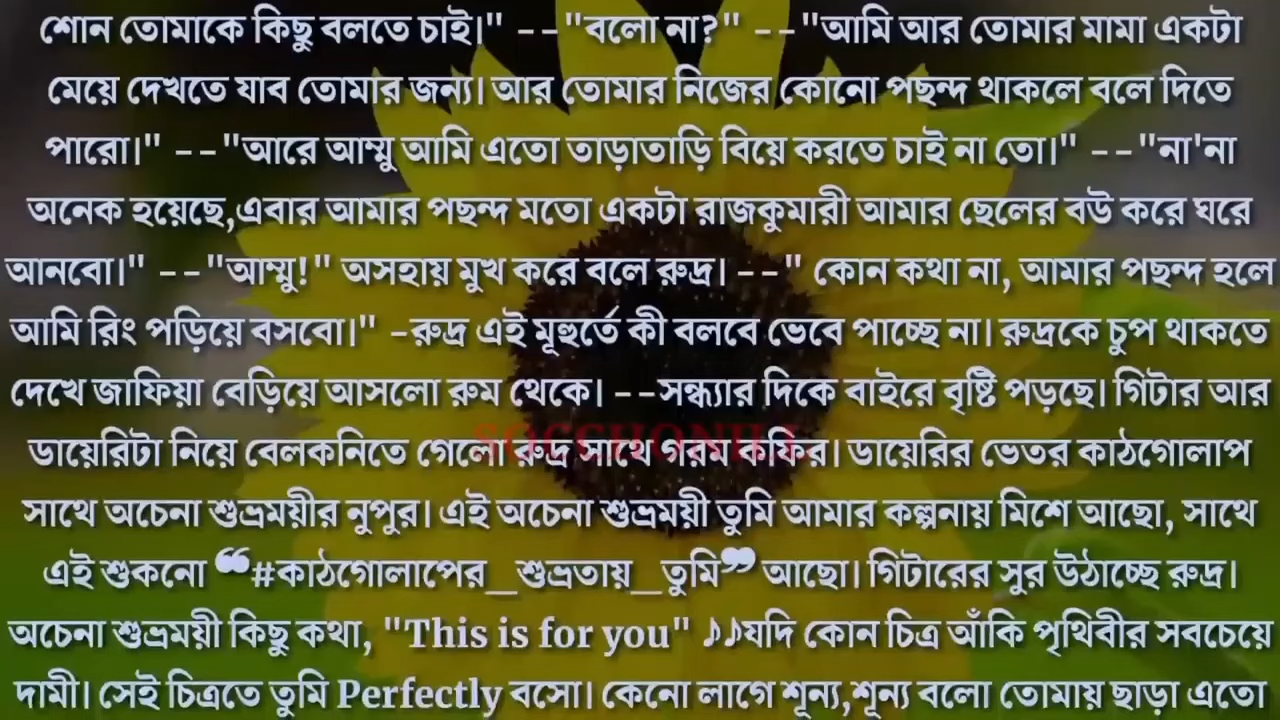 শোন তোমাকে কিছু বলতে চাই।" --"বলো না?" --"আমি আর তোমার মামা একটা
মেয়ে দেখতে যাব তোমার জন্য। আর তোমার নিজের কোনো পছন্দ থাকলে বলে দিতে
পারো।" --"আরে আম্মু আমি এতো তাড়াতাড়ি বিয়ে করতে চাই না তো।" --"না'না
অনেক হয়েছে,এবার আমার পছন্দ মতো একটা রাজকুমারী আমার ছেলের বউ করে ঘরে
আনবো।" --"আম্মু!" অসহায় মুখ করে বলে রুদ্র। --" কোন কথা না, আমার পছন্দ হলে
আমি রিং পড়িয়ে বসবো।" -রুদ্র এই মূহুর্তে কী বলবে ভেবে পাচ্ছে না। রুদ্রকে চুপ থাকতে
দেখে জাফিয়া বেড়িয়ে আসলো রুম থেকে। --সন্ধ্যার দিকে বাইরে বৃষ্টি পড়ছে। গিটার আর
ডায়েরিটা নিয়ে বেলকনিতে গেলো রুদ্র সাথে গরম কফির। ডায়েরির ভেতর কাঠগোলাপ
সাথে অচেনা শুভ্রময়ীর নুপুর। এই অচেনা শুভ্রময়ী তুমি আমার কল্পনায় মিশে আছো, সাথে
এই শুকনো ❝#কাঠগোলাপের_শুভ্রতায়_তুমি❞ আছো। গিটারের সুর উঠাচ্ছে রুদ্র।
অচেনা শুভ্রময়ী কিছু কথা, "This is for you" ♪♪যদি কোন চিত্র আঁকি পৃথিবীর সবচেয়ে
দামী। সেই চিত্রতে তুমি Perfectly বসো। কেনো লাগে শূন্য,শূন্য বলো তোমায় ছাড়া এতো